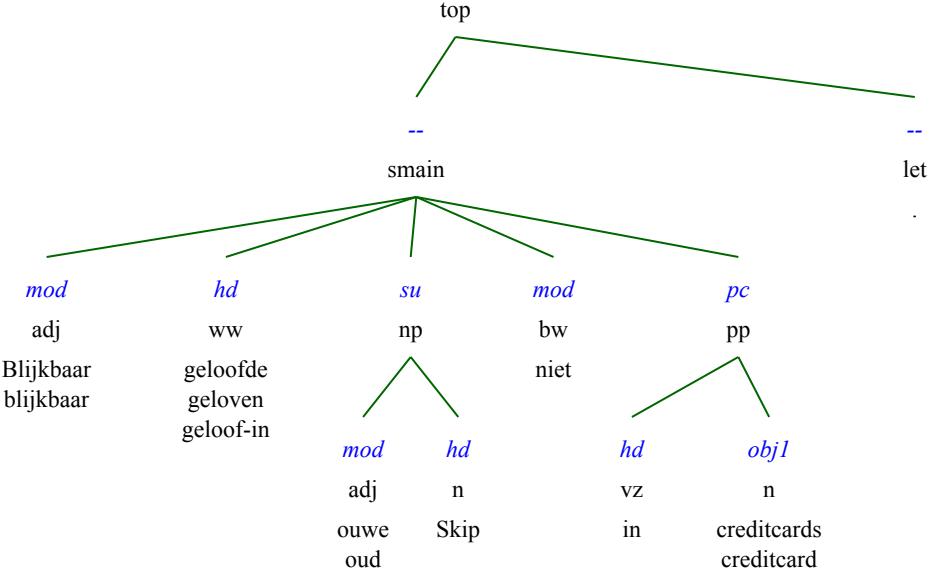 top
-- --
smain let
.
mod hd su mod pc
adj ww np bw pp
Blijkbaar geloofde niet
blijkbaar geloven
geloof-in
mod hd hd obj1
adj n vz n
ouwe Skip in creditcards
oud creditcard